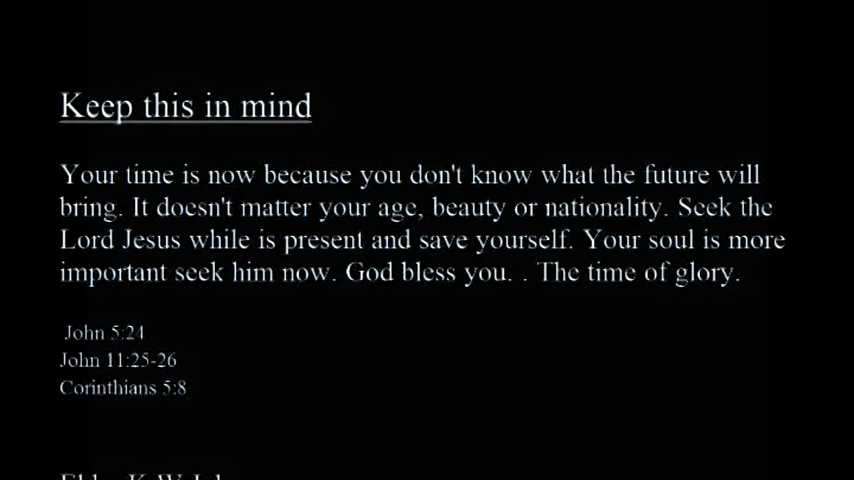 Keep this in mind
Your time is now because you don't know what the future will
bring. It doesn't matter your age, beauty or nationality. Seek the
Lord Jesus while is present and save yourself. Your soul is more
important seek him now. God bless you. . The time of glory.
John 5:24
John 11:25-26
Corinthians 5:8